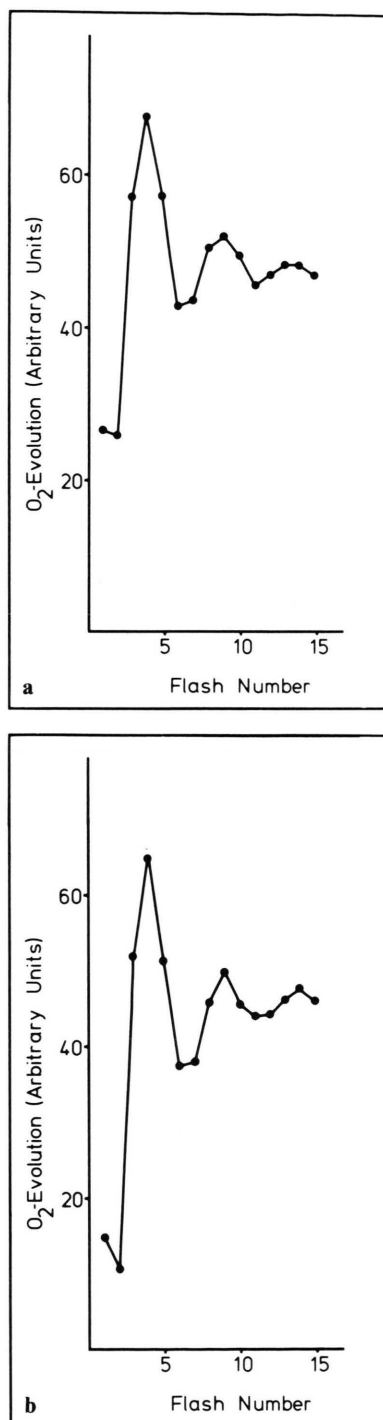 60
40
20
O2-Evolution (Arbitrary Units)
5 10 15
a Flash Number
60
40
20
O2-Evolution (Arbitrary Units)
5 10 15
b Flash Number